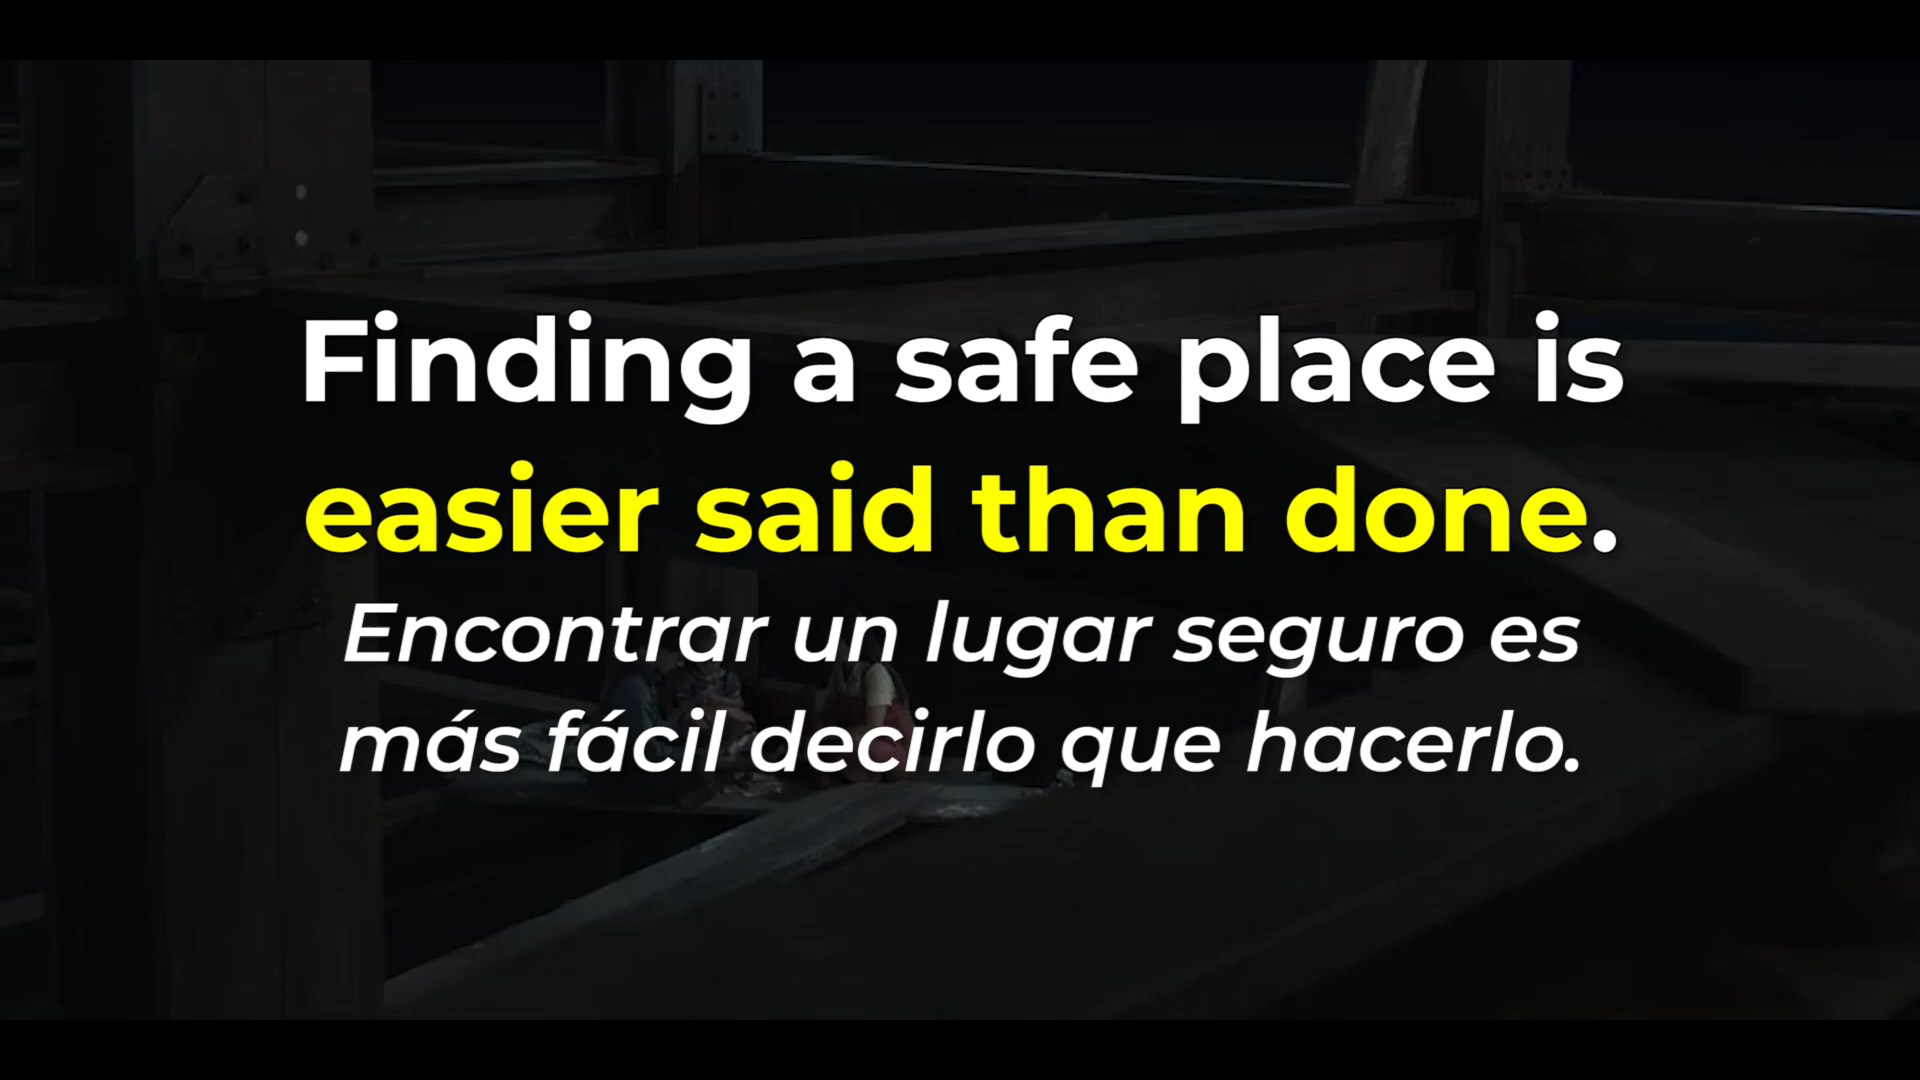 Finding a safe place is
easier said than done.
Encontrar un lugar seguro es
más fácil decirlo que hacerlo.